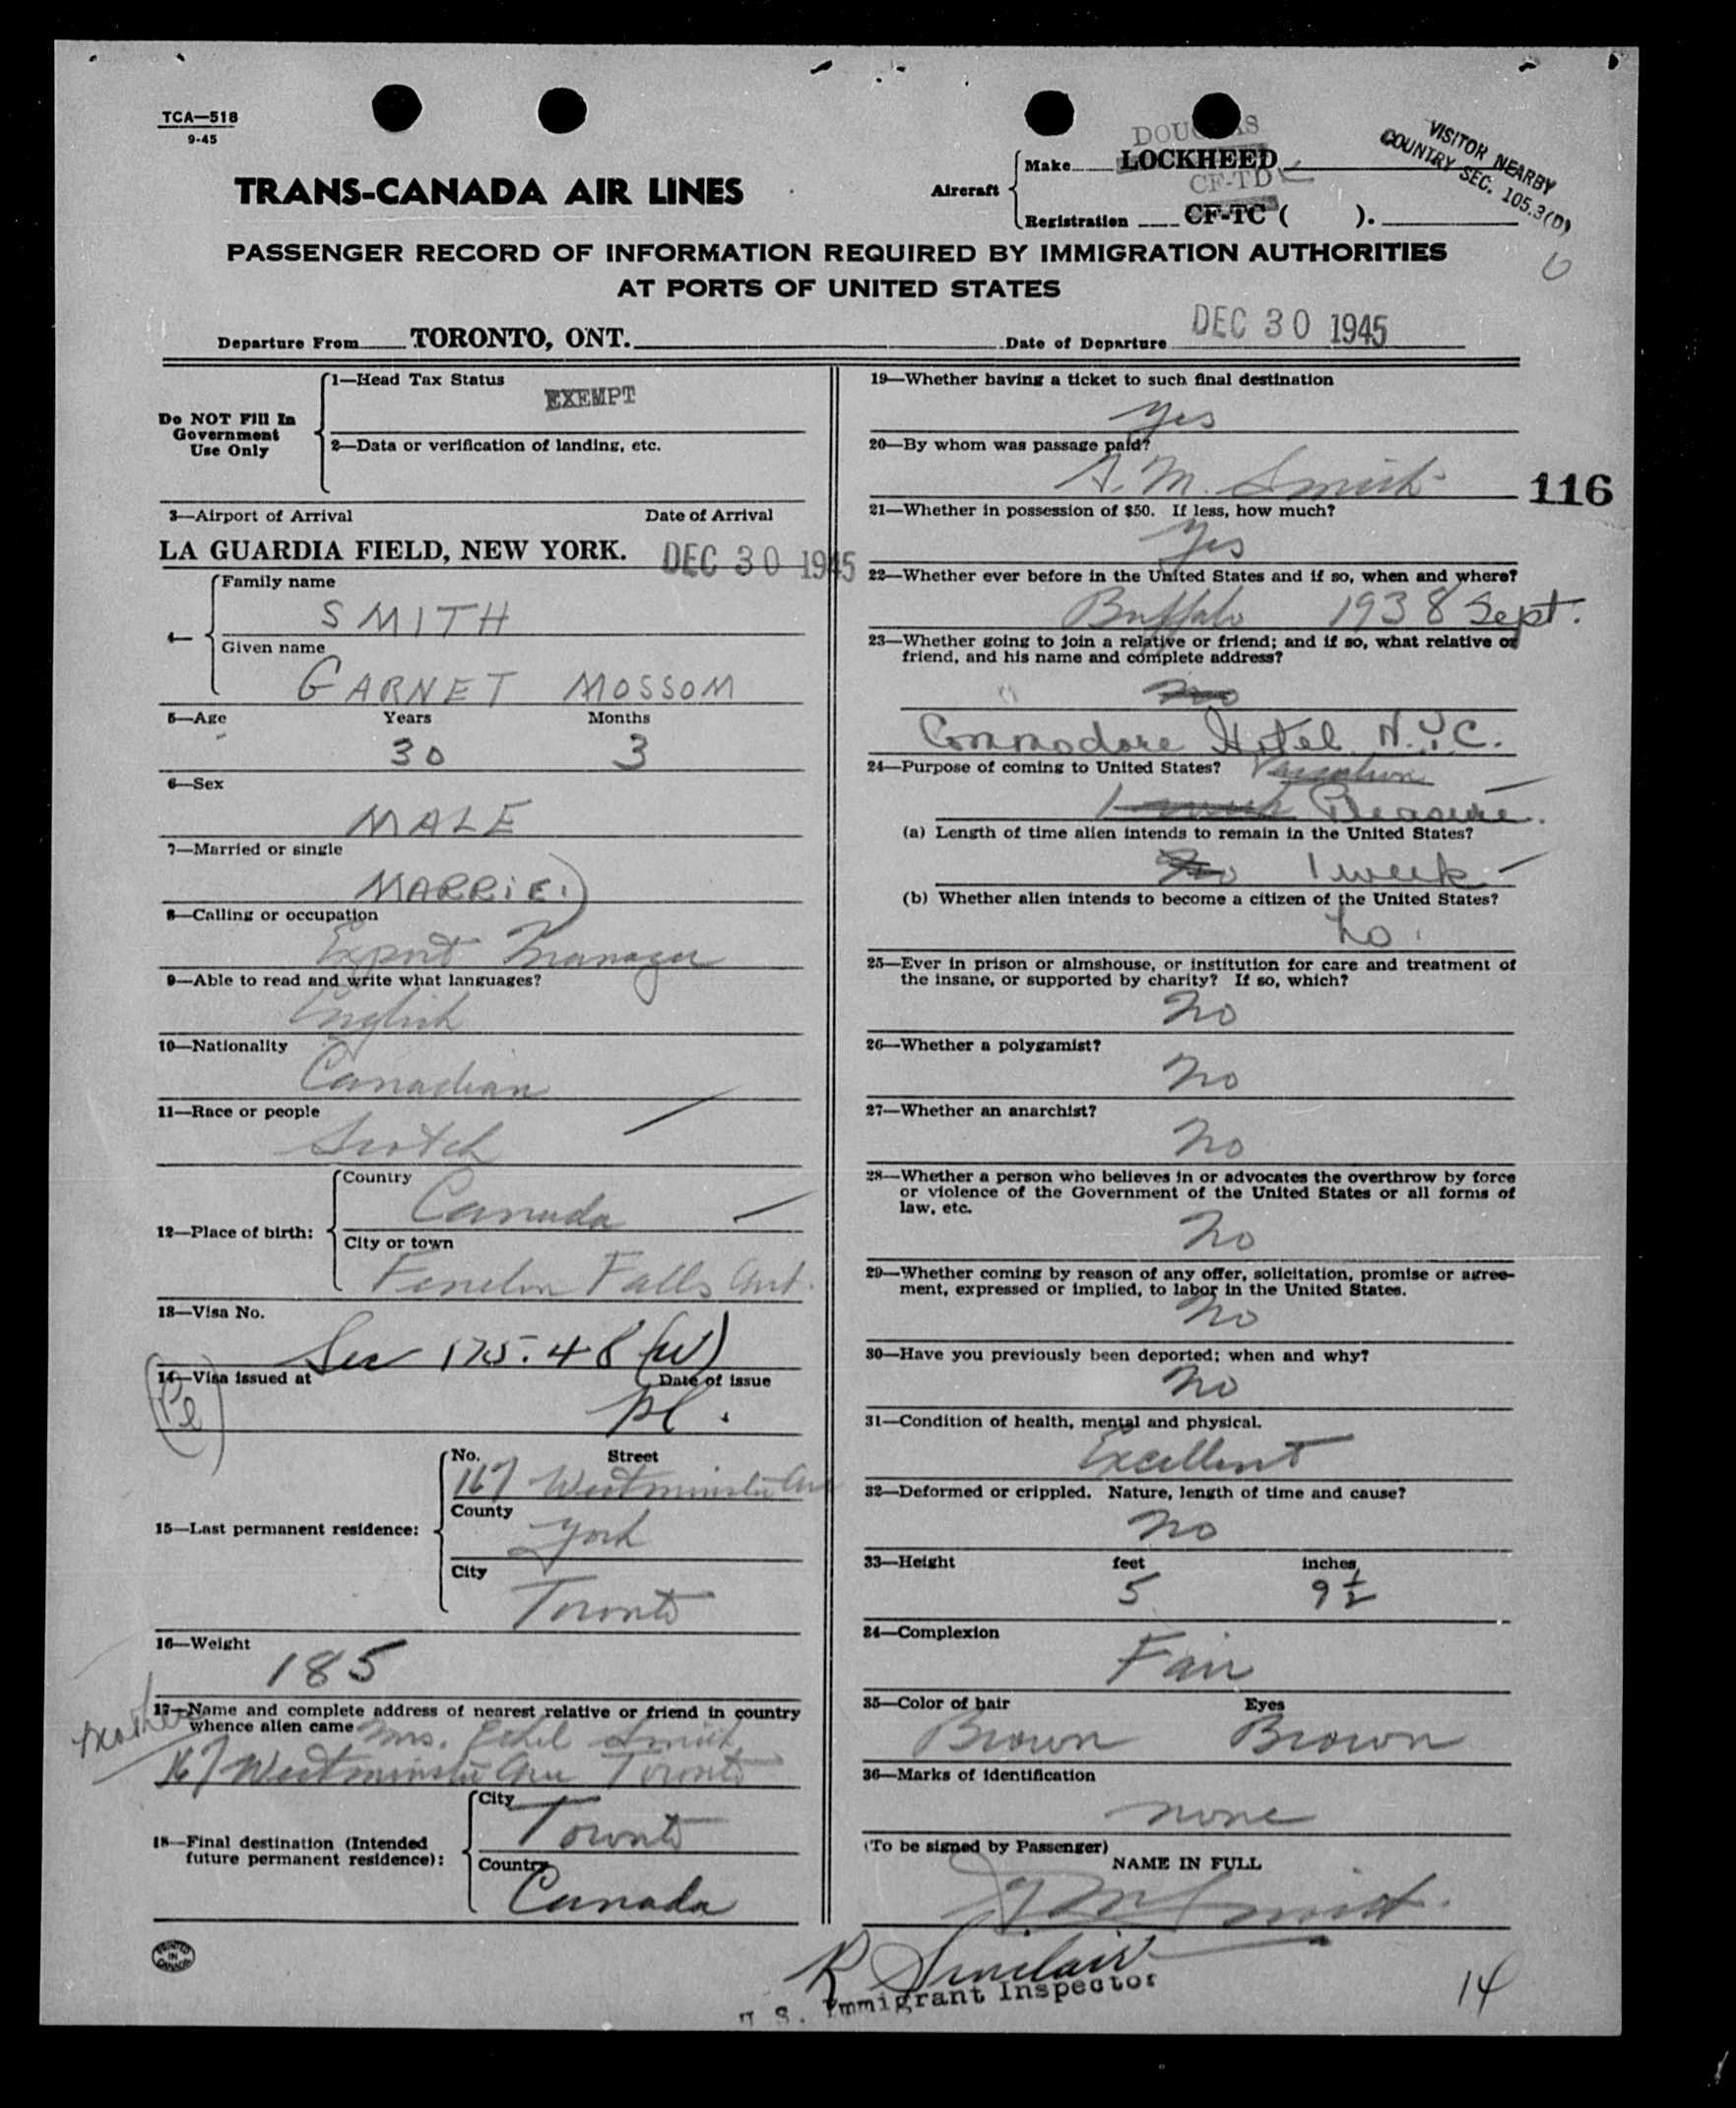 TCA—518
9-45
DOUGLAS
Make LOCKHEED
CF-TD
Aircraft
Registration CF-TC ( ).
VISITOR NEARBY
COUNTRY SEC. 105.3(D)
TRANS-CANADA AIR LINES
PASSENGER RECORD OF INFORMATION REQUIRED BY IMMIGRATION AUTHORITIES
AT PORTS OF UNITED STATES
Departure From TORONTO, ONT. Date of Departure DEC 30 1945
Do NOT Fill In
Government
Use Only
1—Head Tax Status
EXEMPT
2—Data or verification of landing, etc.
3—Airport of Arrival Date of Arrival
LA GUARDIA FIELD, NEW YORK. DEC 30 1945
4— Family name
SMITH
Given name
GARNET MOSSOM
5—Age Years Months
30 3
6—Sex
MALE
7—Married or single
MARRIED
8—Calling or occupation
Export Manager
9—Able to read and write what languages?
English
10—Nationality
Canadian
11—Race or people
Scotch
12—Place of birth:
Country
Canada
City or town
Fenelon Falls Ont.
13—Visa No.
Sec 175.48 (W)
14—Visa issued at Date of issue
Pl.
15—Last permanent residence:
No. Street
167 Westminster Ave
County
York
City
Toronto
16—Weight
185
17—Name and complete address of nearest relative or friend in country
whence alien came Mrs. Ethel Smith
Mother
167 Westminster Ave Toronto
18—Final destination (Intended
future permanent residence):
City
Toronto
Country
Canada
PRINTED
IN
CANADA
19—Whether having a ticket to such final destination
Yes
20—By whom was passage paid?
G. M. Smith
116
21—Whether in possession of $50. If less, how much?
Yes
22—Whether ever before in the United States and if so, when and where?
Buffalo 1938 Sept.
23—Whether going to join a relative or friend; and if so, what relative or
friend, and his name and complete address?
no
Commodore Hotel N.Y.C.
24—Purpose of coming to United States? Vacation
1 week Pleasure.
(a) Length of time alien intends to remain in the United States?
no 1 week
(b) Whether alien intends to become a citizen of the United States?
no.
25—Ever in prison or almshouse, or institution for care and treatment of
the insane, or supported by charity? If so, which?
no
26—Whether a polygamist?
no
27—Whether an anarchist?
no
28—Whether a person who believes in or advocates the overthrow by force
or violence of the Government of the United States or all forms of
law, etc.
no
29—Whether coming by reason of any offer, solicitation, promise or agree-
ment, expressed or implied, to labor in the United States.
no
30—Have you previously been deported; when and why?
no
31—Condition of health, mental and physical.
Excellent
32—Deformed or crippled. Nature, length of time and cause?
no
33—Height feet inches
5 9½
34—Complexion
Fair
35—Color of hair Eyes
Brown Brown
36—Marks of identification
none
(To be signed by Passenger)
NAME IN FULL
G M Smith
R Sinclair
U. S. Immigrant Inspector
14